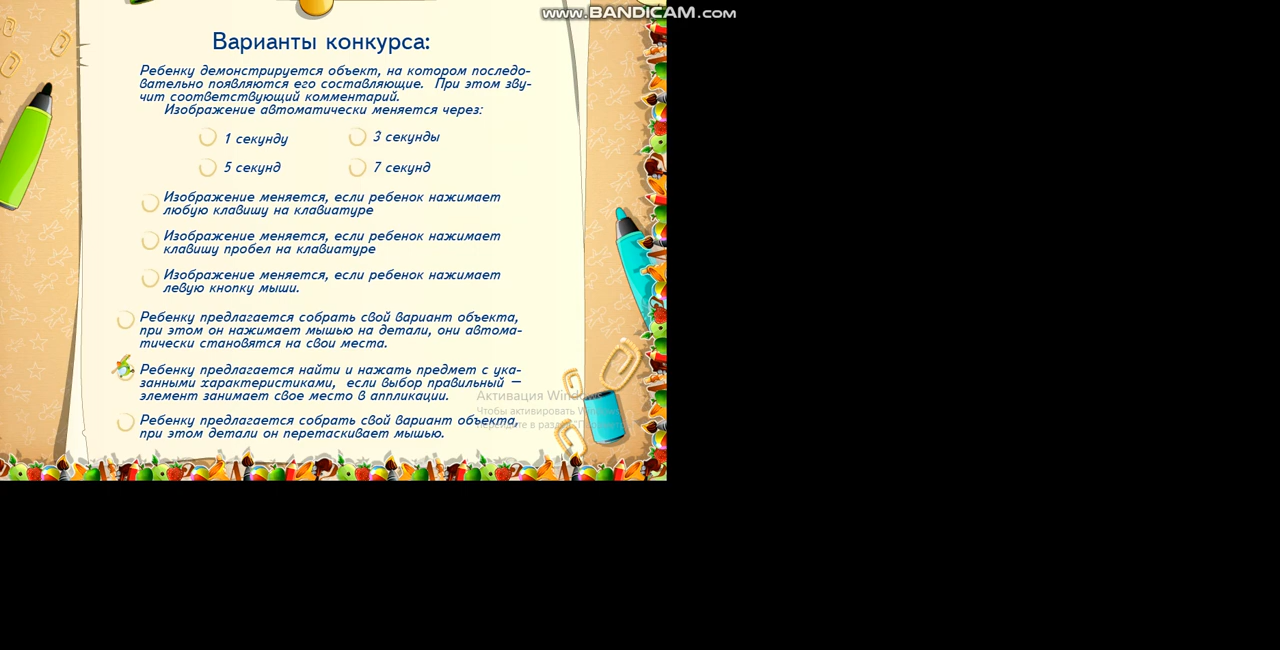 www.BANDICAM.com
Варианты конкурса:
Ребенку демонстрируется объект, на котором последо-
вательно появляются его составляющие. При этом зву-
чит соответствующий комментарий.
Изображение автоматически меняется через:
1 секунду
3 секунды
5 секунд
7 секунд
Изображение меняется, если ребенок нажимает
любую клавишу на клавиатуре
Изображение меняется, если ребенок нажимает
клавишу пробел на клавиатуре
Изображение меняется, если ребенок нажимает
левую кнопку мыши.
Ребенку предлагается собрать свой вариант объекта,
при этом он нажимает мышью на детали, они автома-
тически становятся на свои места.
Ребенку предлагается найти и нажать предмет с ука-
занными характеристиками, если выбор правильный –
элемент занимает свое место в аппликации.
Активация Windows
Чтобы активировать Windows,
Ребенку предлагается собрать свой вариант объекта,
перейдите в раздел
при этом детали он перетаскивает мышью.